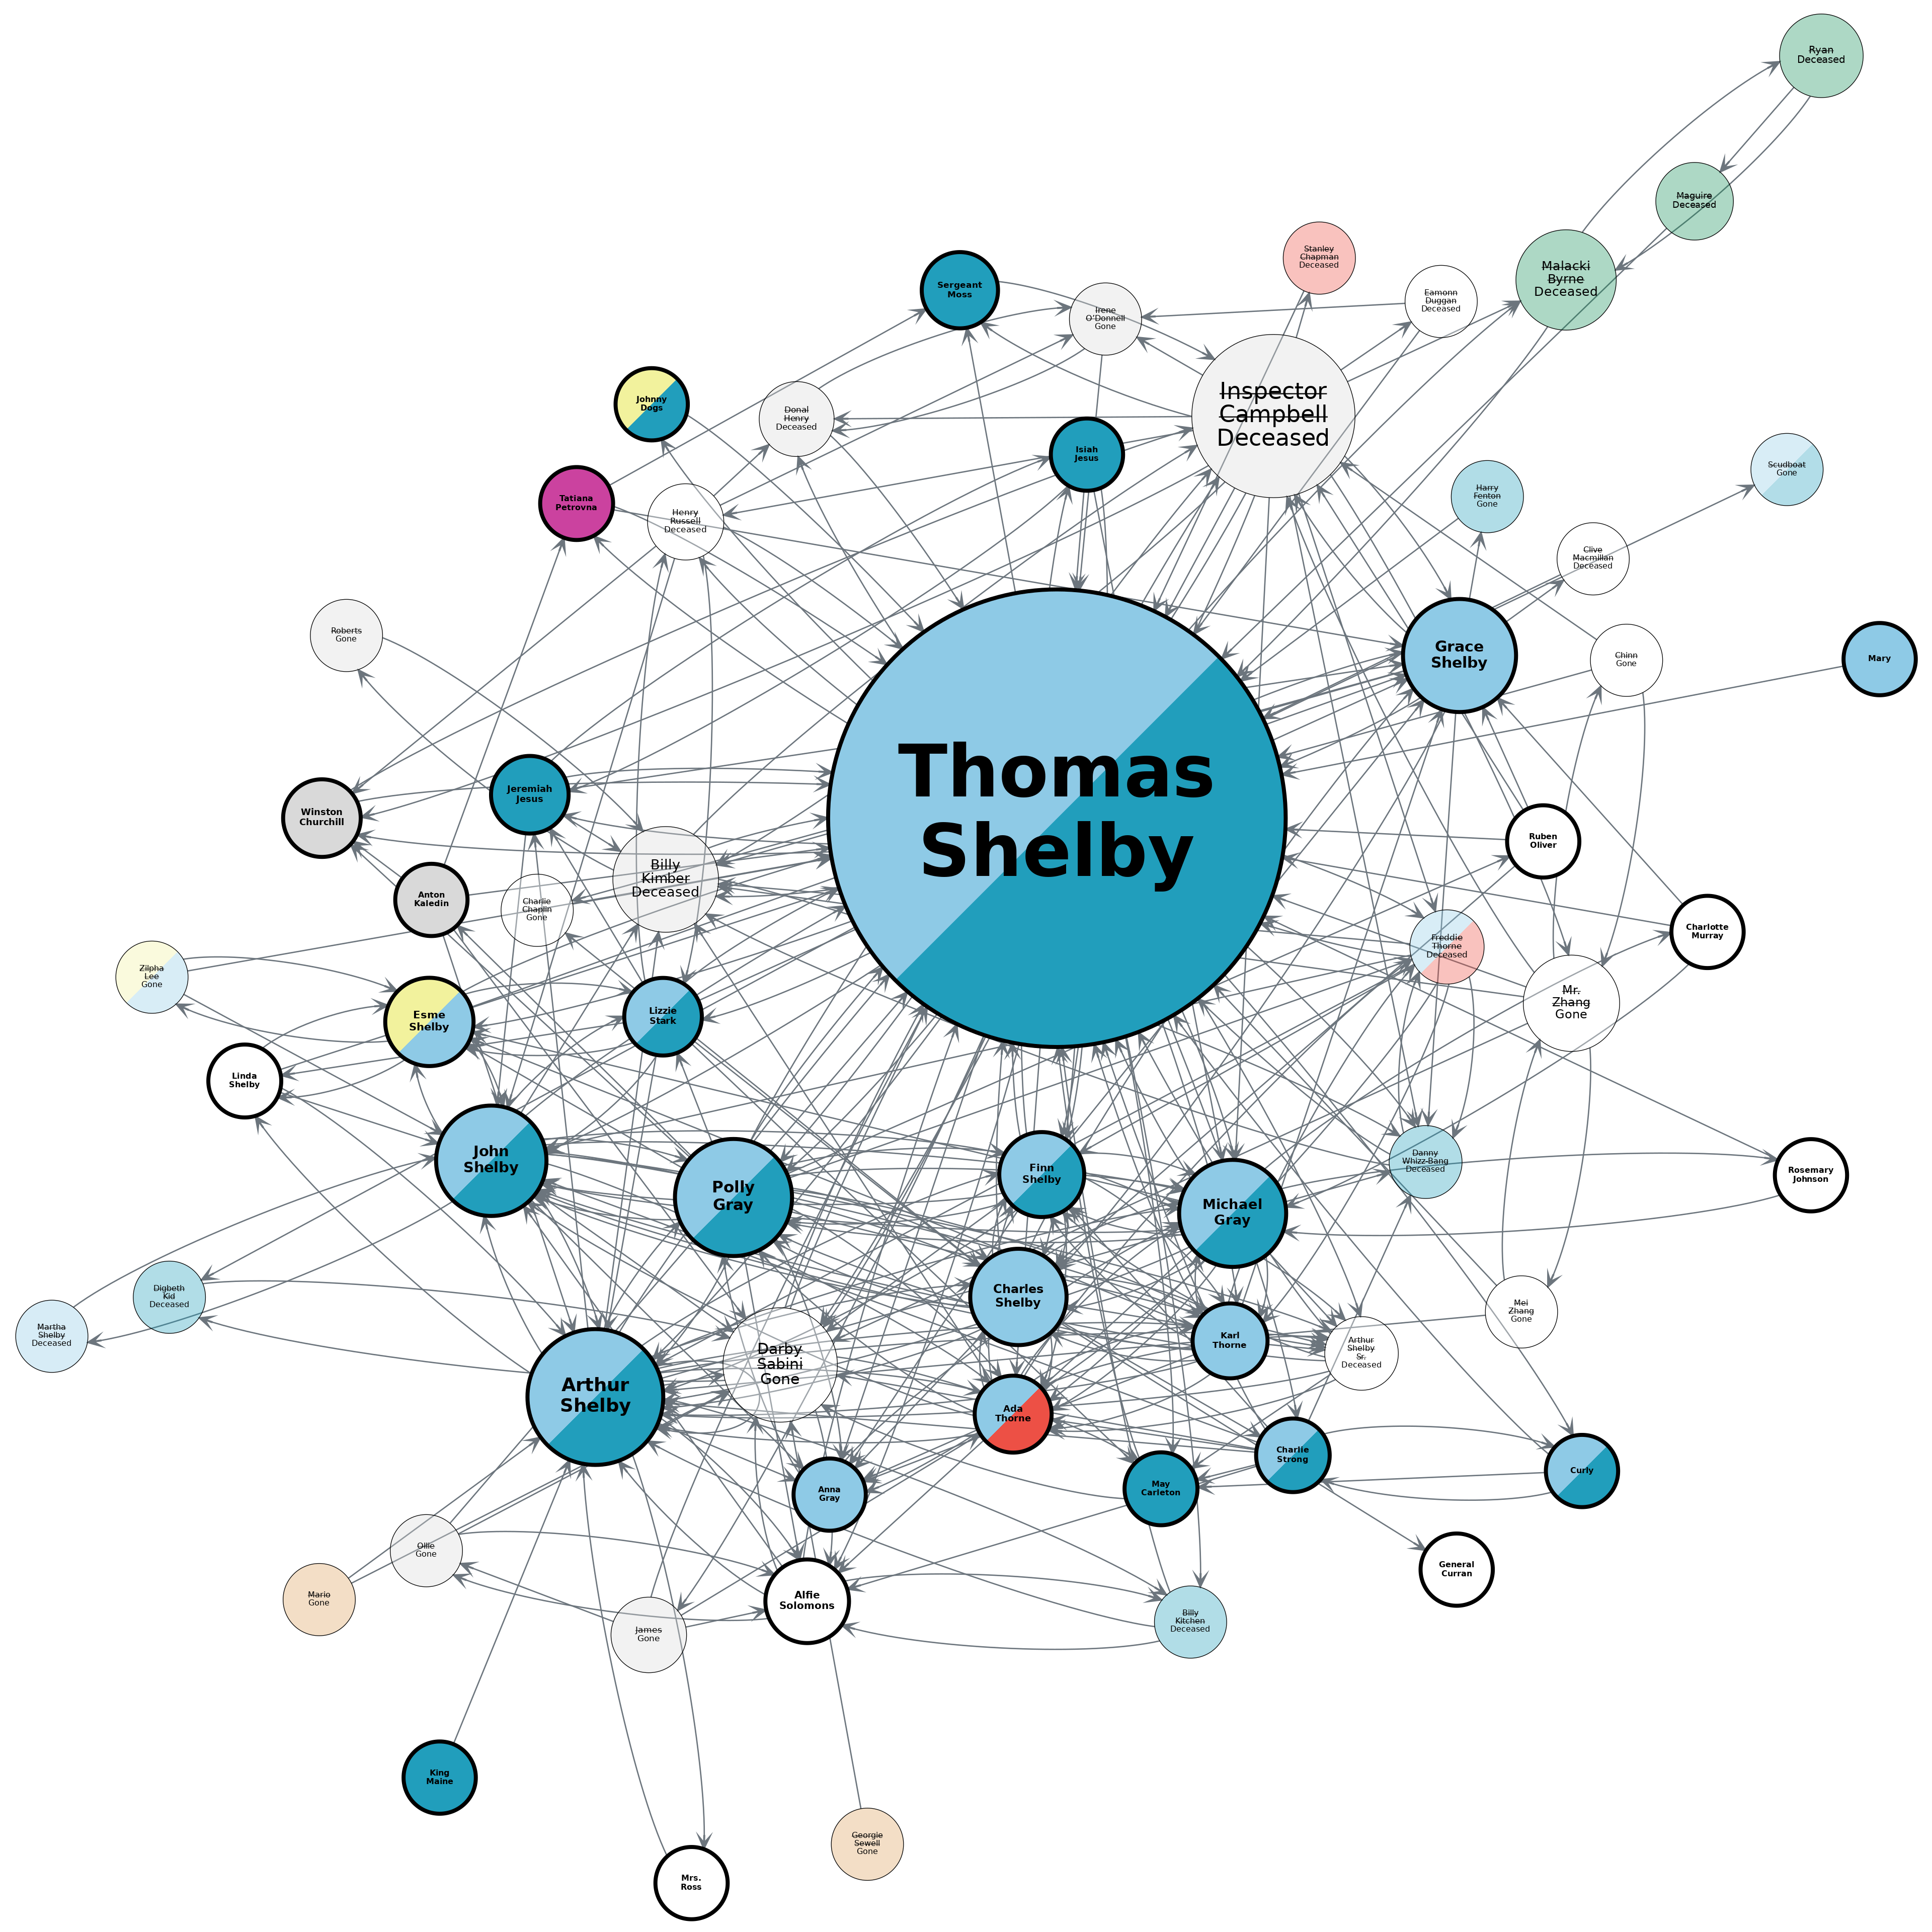 Ryan
Deceased
Maguire
Deceased
Stanley
Chapman
Deceased
Malacki
Byrne
Deceased
Sergeant
Moss
Eamonn
Duggan
Deceased
Irene
O'Donnell
Gone
Inspector
Campbell
Deceased
Johnny
Dogs
Donal
Henry
Deceased
Isiah
Jesus
Scudboat
Gone
Tatiana
Petrovna
Harry
Fenton
Gone
Henry
Russell
Deceased
Clive
Macmillan
Deceased
Roberts
Gone
Grace
Shelby
Chinn
Gone
Mary
Thomas
Shelby
Jeremiah
Jesus
Winston
Churchill
Ruben
Oliver
Billy
Kimber
Deceased
Anton
Kaledin
Charlie
Chaplin
Gone
Charlotte
Murray
Freddie
Thorne
Deceased
Zilpha
Lee
Gone
Mr.
Zhang
Gone
Esme
Shelby
Lizzie
Stark
Linda
Shelby
John
Shelby
Danny
Whizz-Bang
Deceased
Finn
Shelby
Rosemary
Johnson
Polly
Gray
Michael
Gray
Digbeth
Kid
Deceased
Charles
Shelby
Mei
Zhang
Gone
Martha
Shelby
Deceased
Karl
Thorne
Arthur
Shelby
Sr.
Deceased
Darby
Sabini
Gone
Arthur
Shelby
Ada
Thorne
Charlie
Strong
Curly
May
Carleton
Anna
Gray
Ollie
Gone
General
Curran
Mario
Gone
Alfie
Solomons
Billy
Kitchen
Deceased
James
Gone
King
Maine
Georgie
Sewell
Gone
Mrs.
Ross